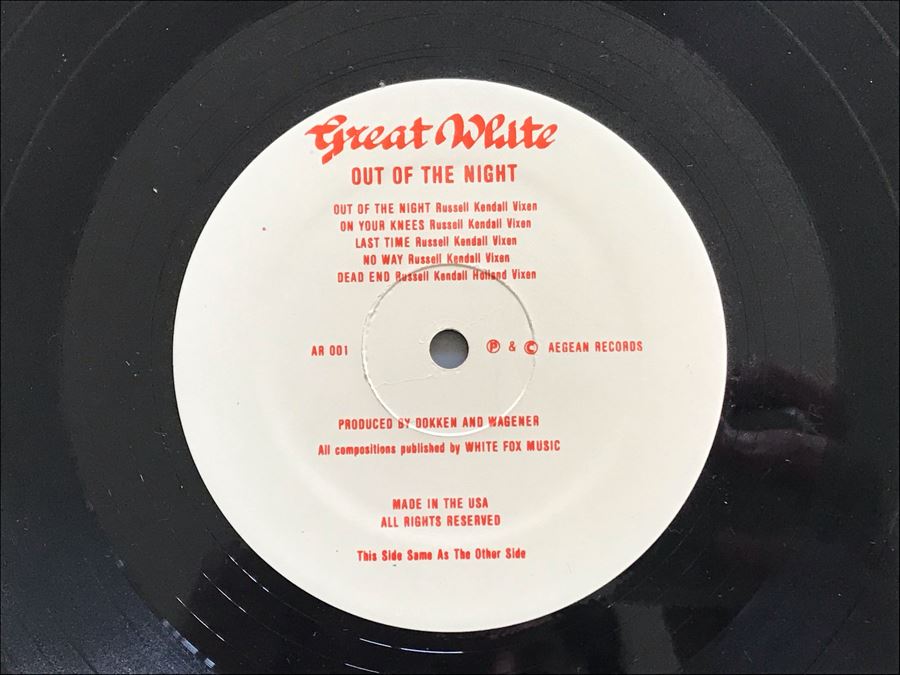 Great White
OUT OF THE NIGHT
OUT OF THE NIGHT Russell Kendall Vixen
ON YOUR KNEES Russell Kendall Vixen
LAST TIME Russell Kendall Vixen
NO WAY Russell Kendall Vixen
DEAD END Russell Kendall Holland Vixen
AR 001
℗ & © AEGEAN RECORDS
PRODUCED BY DOKKEN AND WAGENER
All compositions published by WHITE FOX MUSIC
MADE IN THE USA
ALL RIGHTS RESERVED
This Side Same As The Other Side